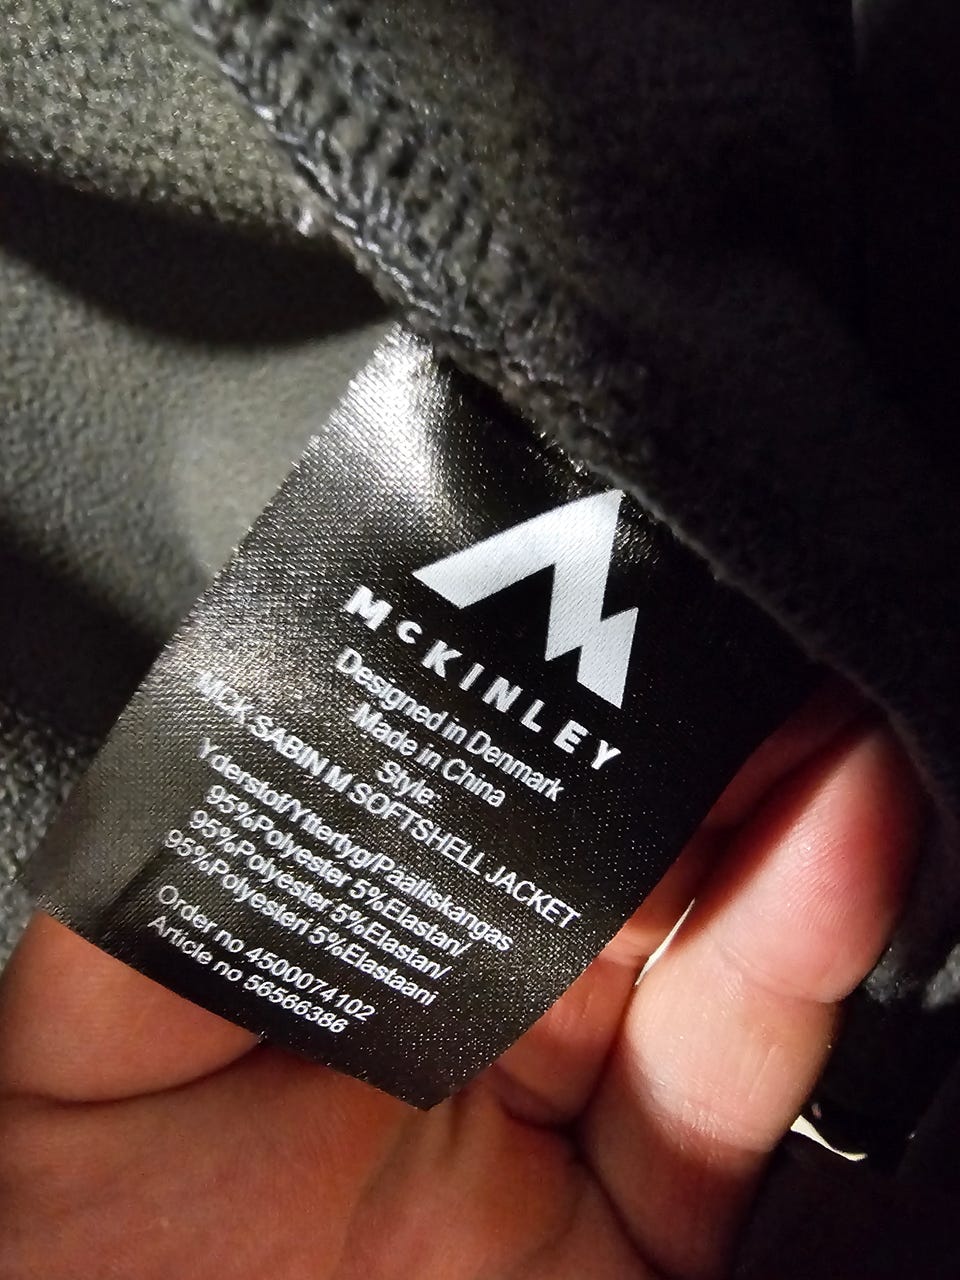 McKINLEY
Designed in Denmark
Made in China
Style:
MCK SABIN M SOFTSHELL JACKET
Yderstof/Yttertyg/Päälliskangas
95%Polyester 5%Elastan/
95%Polyester 5%Elastan/
95%Polyesteri 5%Elastaani
Order no 4500074102
Article no 56566386